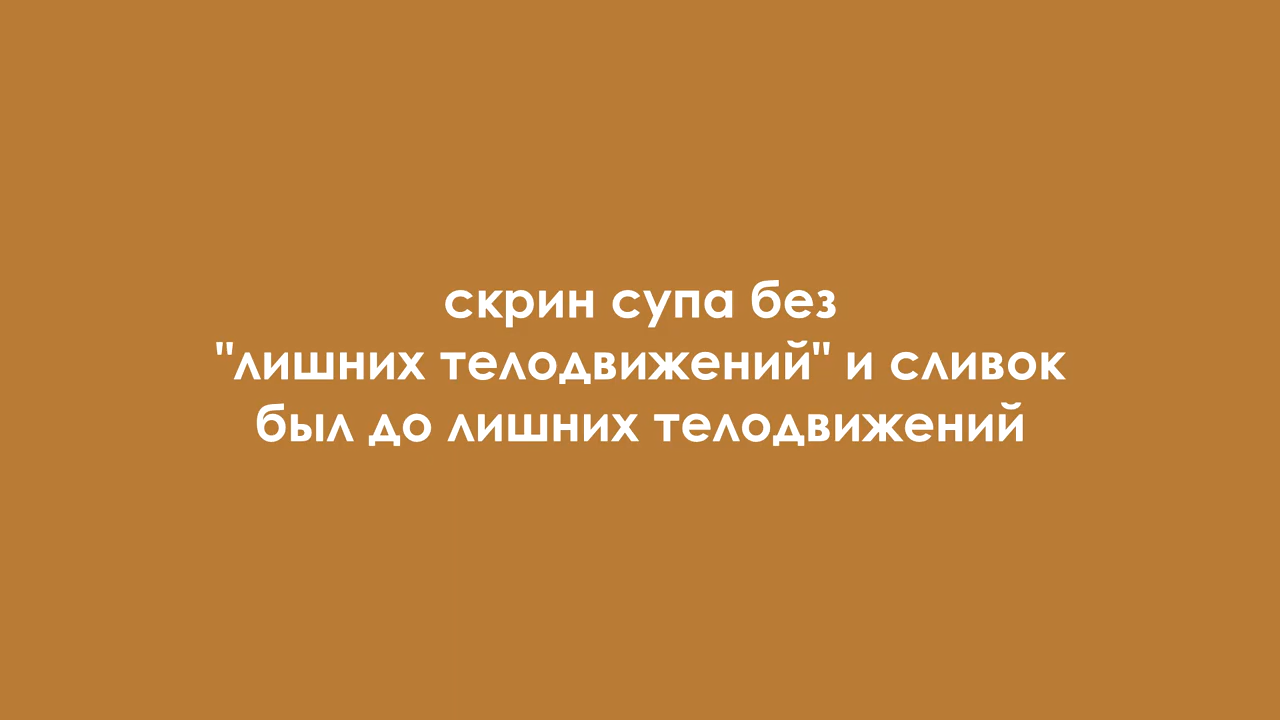 скрин супа без
"лишних телодвижений" и сливок
был до лишних телодвижений